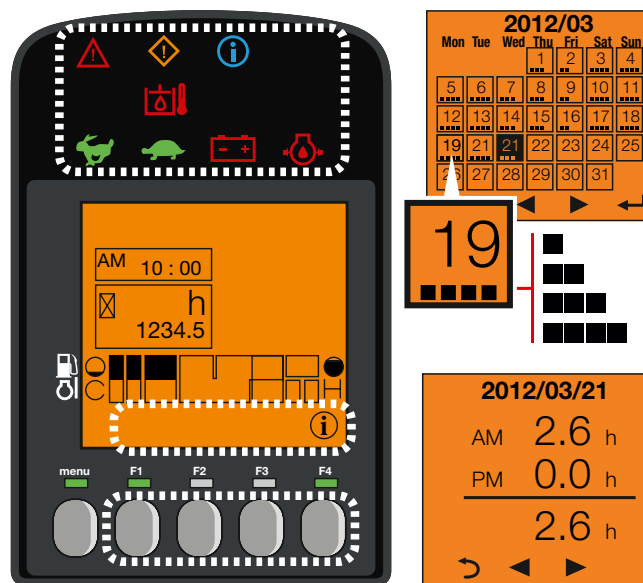 AM 10 : 00
h
1234.5
C H
i
menu F1 F2 F3 F4
2012/03
Mon Tue Wed Thu Fri Sat Sun
1 2 3 4
5 6 7 8 9 10 11
12 13 14 15 16 17 18
19 21 21 22 23 24 25
26 27 28 29 30 31
19
2012/03/21
AM 2.6 h
PM 0.0 h
2.6 h